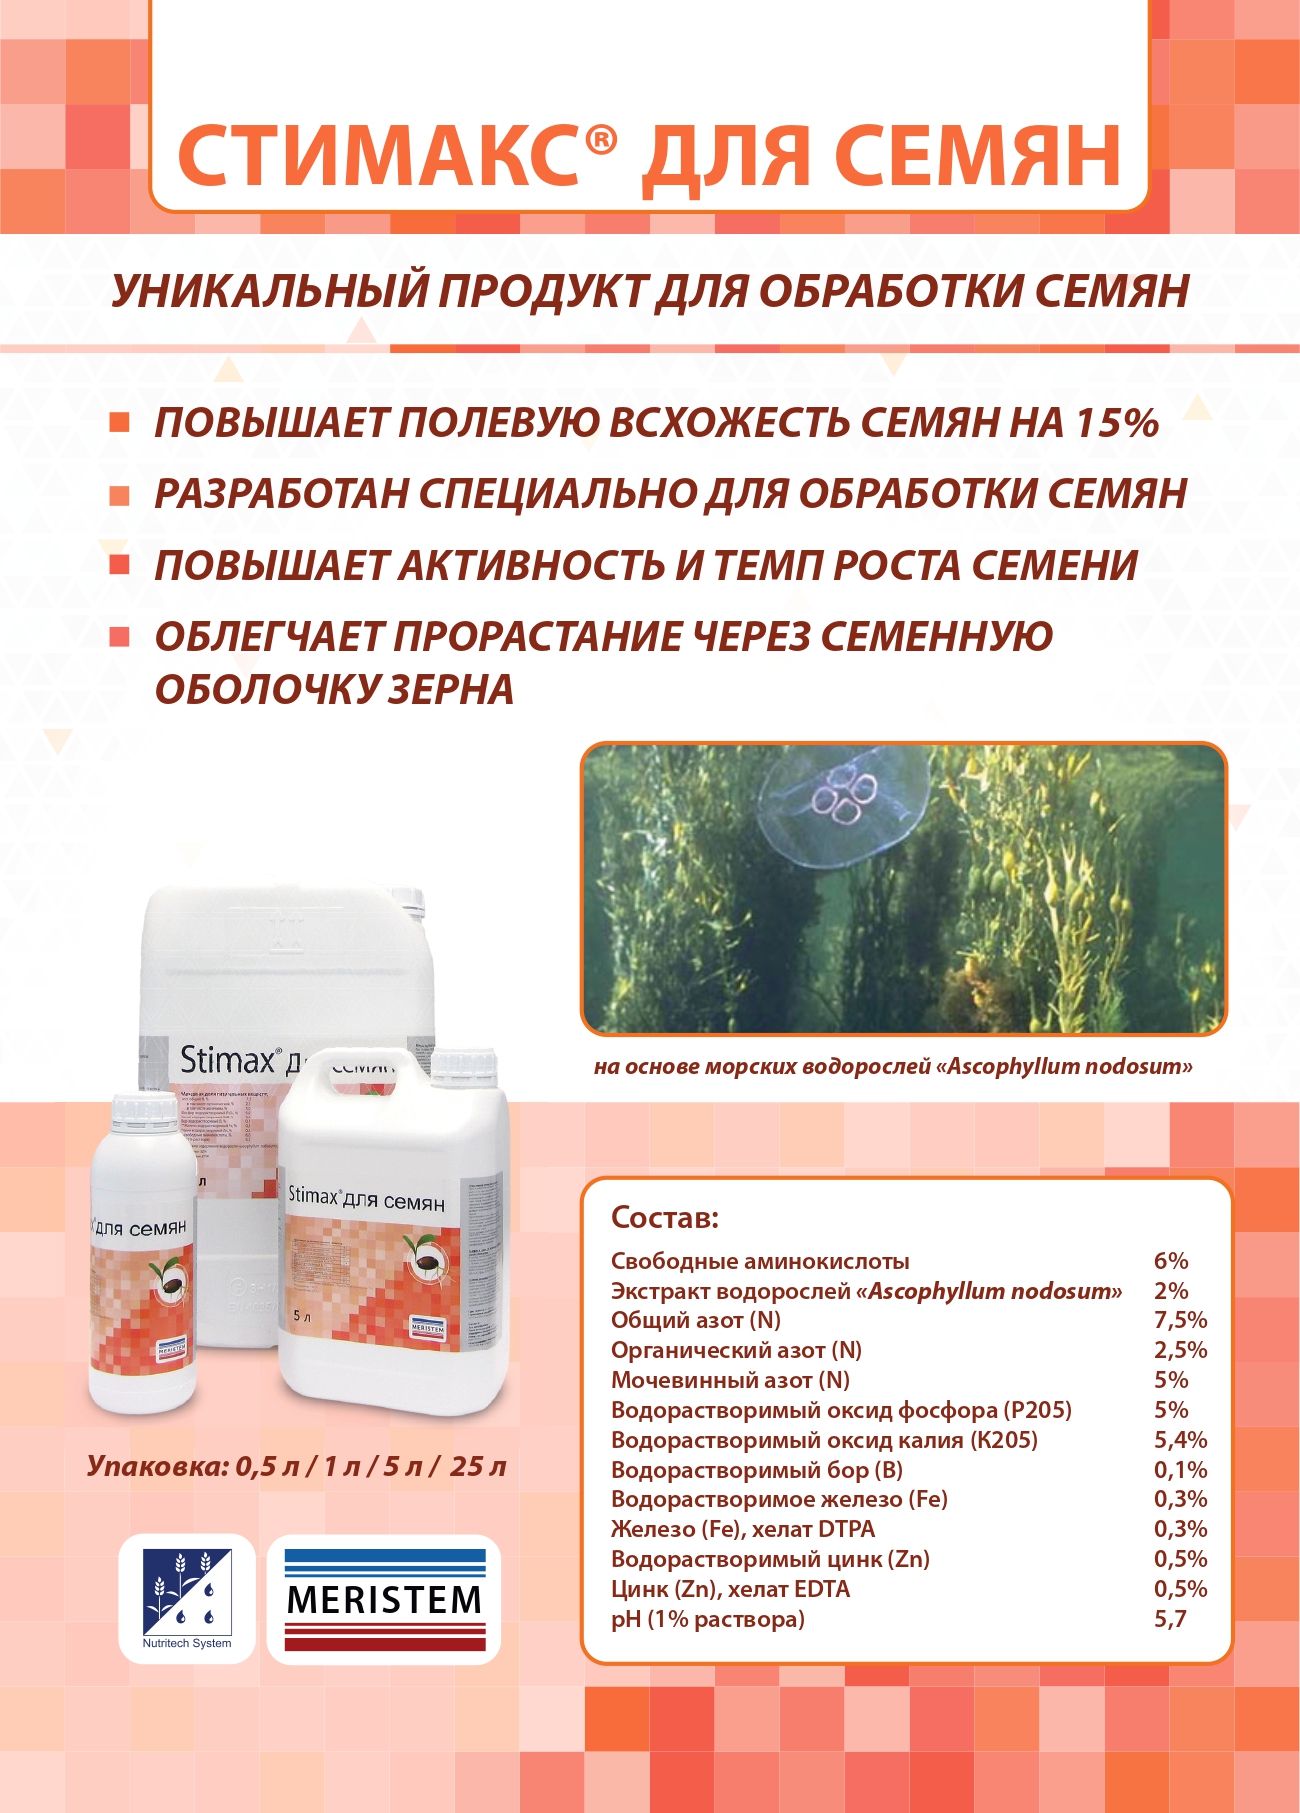 СТИМАКС® ДЛЯ СЕМЯН
УНИКАЛЬНЫЙ ПРОДУКТ ДЛЯ ОБРАБОТКИ СЕМЯН
ПОВЫШАЕТ ПОЛЕВУЮ ВСХОЖЕСТЬ СЕМЯН НА 15%
РАЗРАБОТАН СПЕЦИАЛЬНО ДЛЯ ОБРАБОТКИ СЕМЯН
ПОВЫШАЕТ АКТИВНОСТЬ И ТЕМП РОСТА СЕМЕНИ
ОБЛЕГЧАЕТ ПРОРАСТАНИЕ ЧЕРЕЗ СЕМЕННУЮ
ОБОЛОЧКУ ЗЕРНА
на основе морских водорослей «Ascophyllum nodosum»
Stimax®
л
®для семян
MERISTEM
Stimax® для семян
5 л
MERISTEM
Упаковка: 0,5 л / 1 л / 5 л / 25 л
Nutritech System
MERISTEM
Состав:
Свободные аминокислоты 6%
Экстракт водорослей «Ascophyllum nodosum» 2%
Общий азот (N) 7,5%
Органический азот (N) 2,5%
Мочевинный азот (N) 5%
Водорастворимый оксид фосфора (P205) 5%
Водорастворимый оксид калия (K205) 5,4%
Водорастворимый бор (B) 0,1%
Водорастворимое железо (Fe) 0,3%
Железо (Fe), хелат DTPA 0,3%
Водорастворимый цинк (Zn) 0,5%
Цинк (Zn), хелат EDTA 0,5%
pH (1% раствора) 5,7